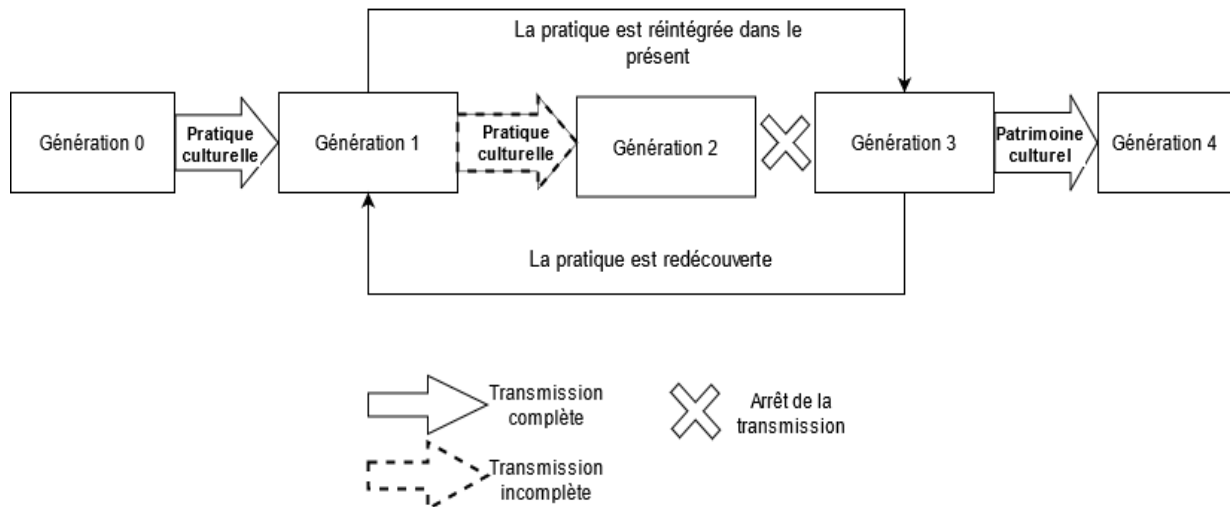 La pratique est réintégrée dans le
présent
Génération 0
Pratique
culturelle
Génération 1
Pratique
culturelle
Génération 2
Génération 3
Patrimoine
culturel
Génération 4
La pratique est redécouverte
Transmission
complète
Arrêt de la
transmission
Transmission
incomplète